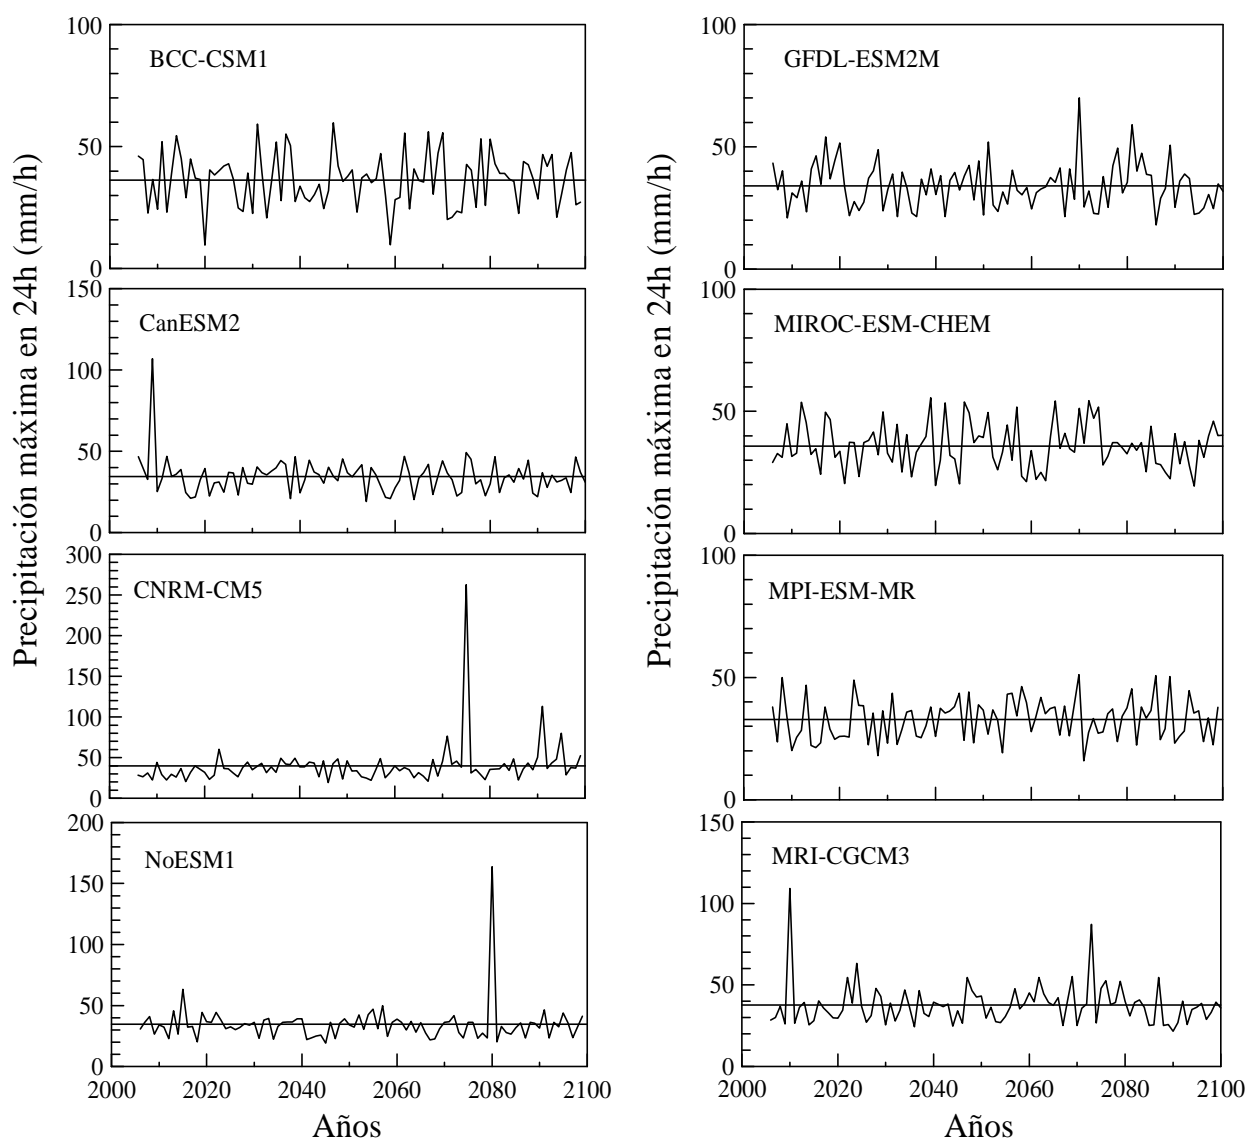 Precipitación máxima en 24h (mm/h)
100
50
0
BCC-CSM1
150
100
50
0
CanESM2
300
250
200
150
100
50
0
CNRM-CM5
200
150
100
50
0
NoESM1
2000 2020 2040 2060 2080 2100
Años
Precipitación máxima en 24h (mm/h)
100
50
0
GFDL-ESM2M
100
50
0
MIROC-ESM-CHEM
100
50
0
MPI-ESM-MR
150
100
50
0
MRI-CGCM3
2000 2020 2040 2060 2080 2100
Años